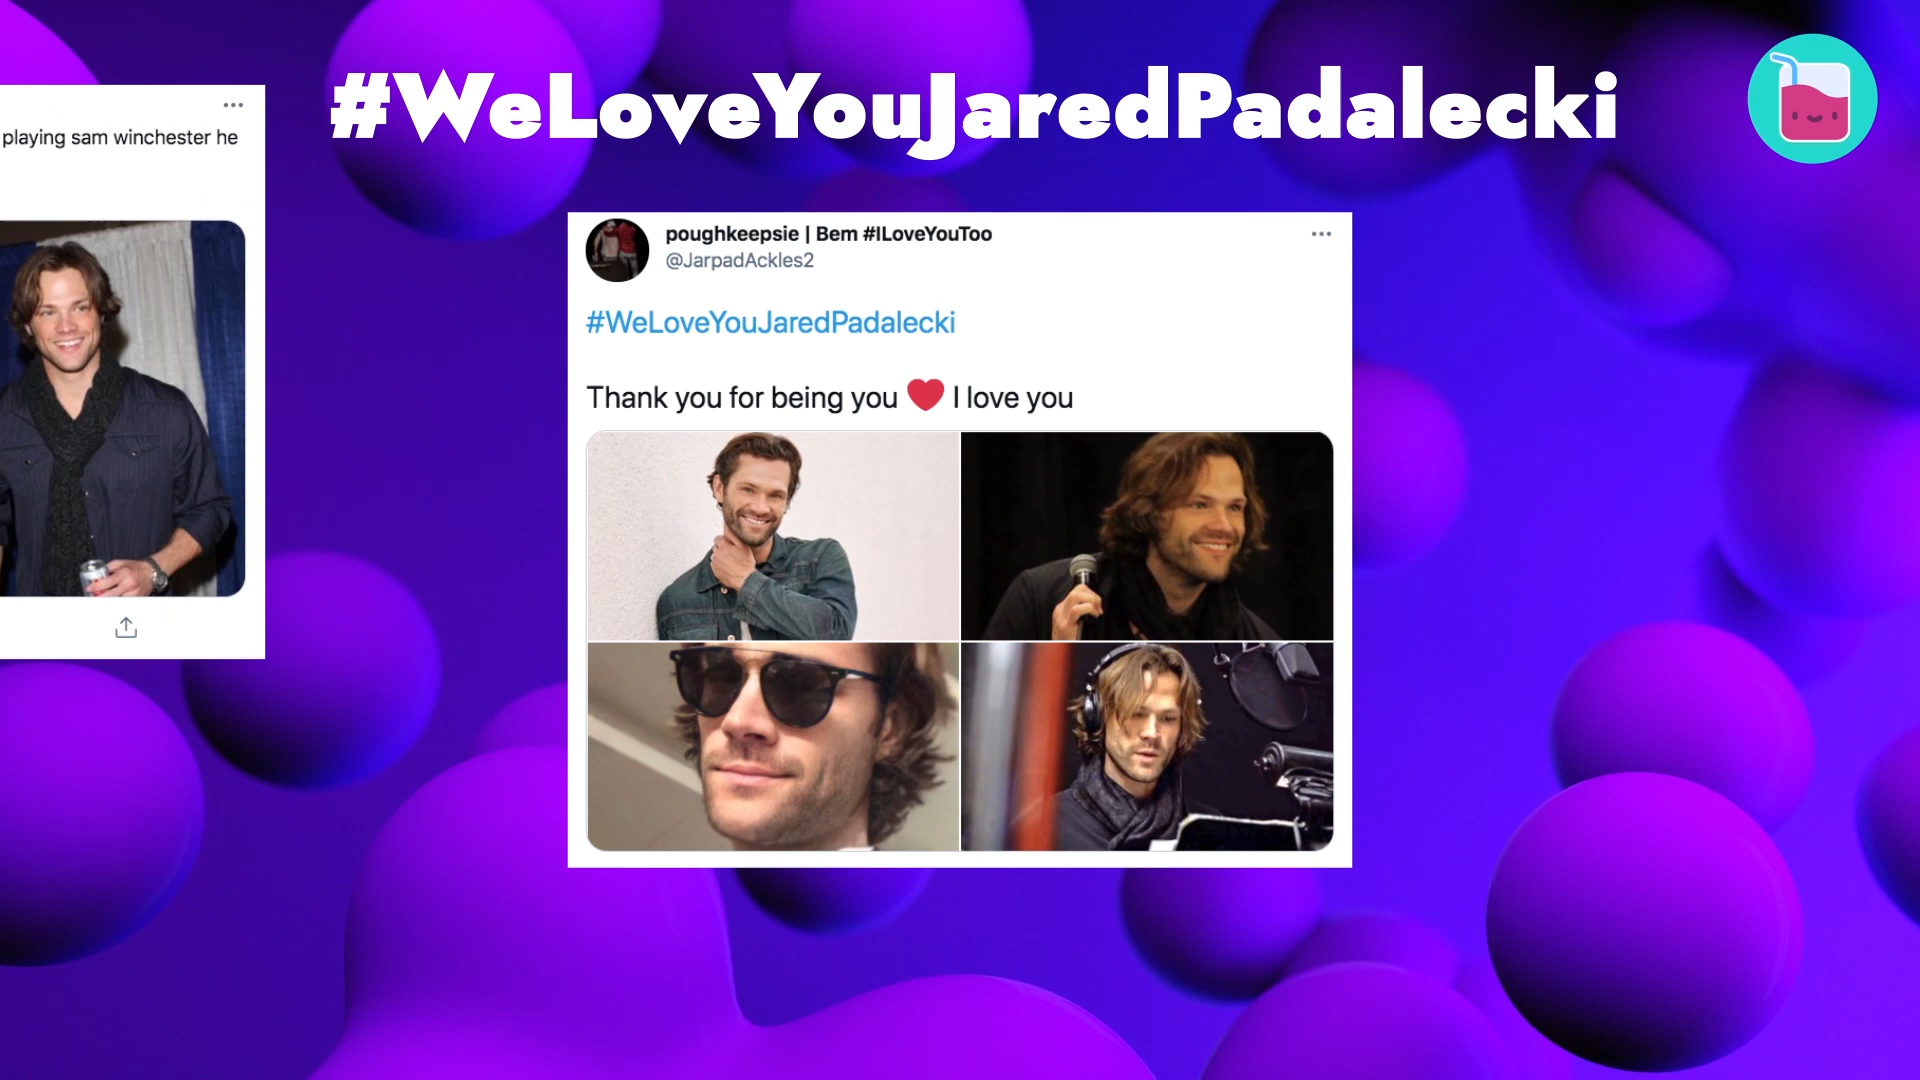 #WeLoveYouJaredPadalecki
playing sam winchester he
poughkeepsie | Bem #ILoveYouToo
@JarpadAckles2
#WeLoveYouJaredPadalecki
Thank you for being you ❤️ I love you